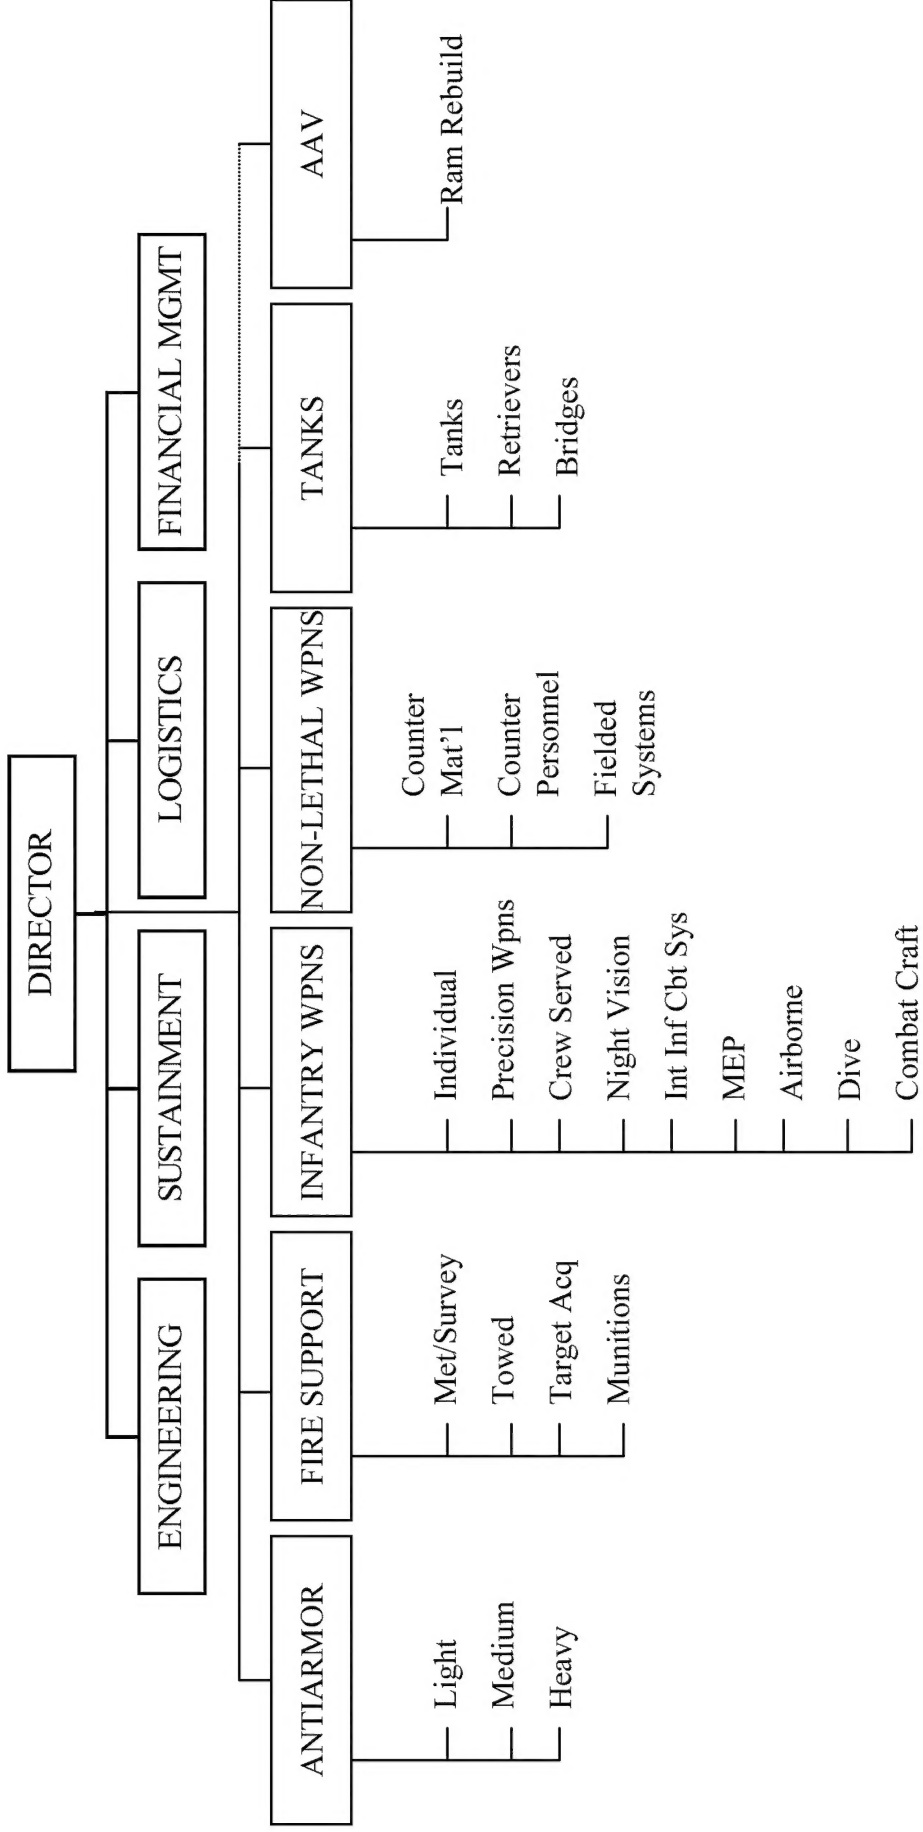 DIRECTOR
ENGINEERING
SUSTAINMENT
LOGISTICS
FINANCIAL MGMT
ANTIARMOR
Light
Medium
Heavy
FIRE SUPPORT
Met/Survey
Towed
Target Acq
Munitions
INFANTRY WPNS
Individual
Precision Wpns
Crew Served
Night Vision
Int Inf Cbt Sys
MEP
Airborne
Dive
Combat Craft
NON-LETHAL WPNS
Counter
Mat'l
Counter
Personnel
Fielded
Systems
TANKS
Tanks
Retrievers
Bridges
AAV
Ram Rebuild